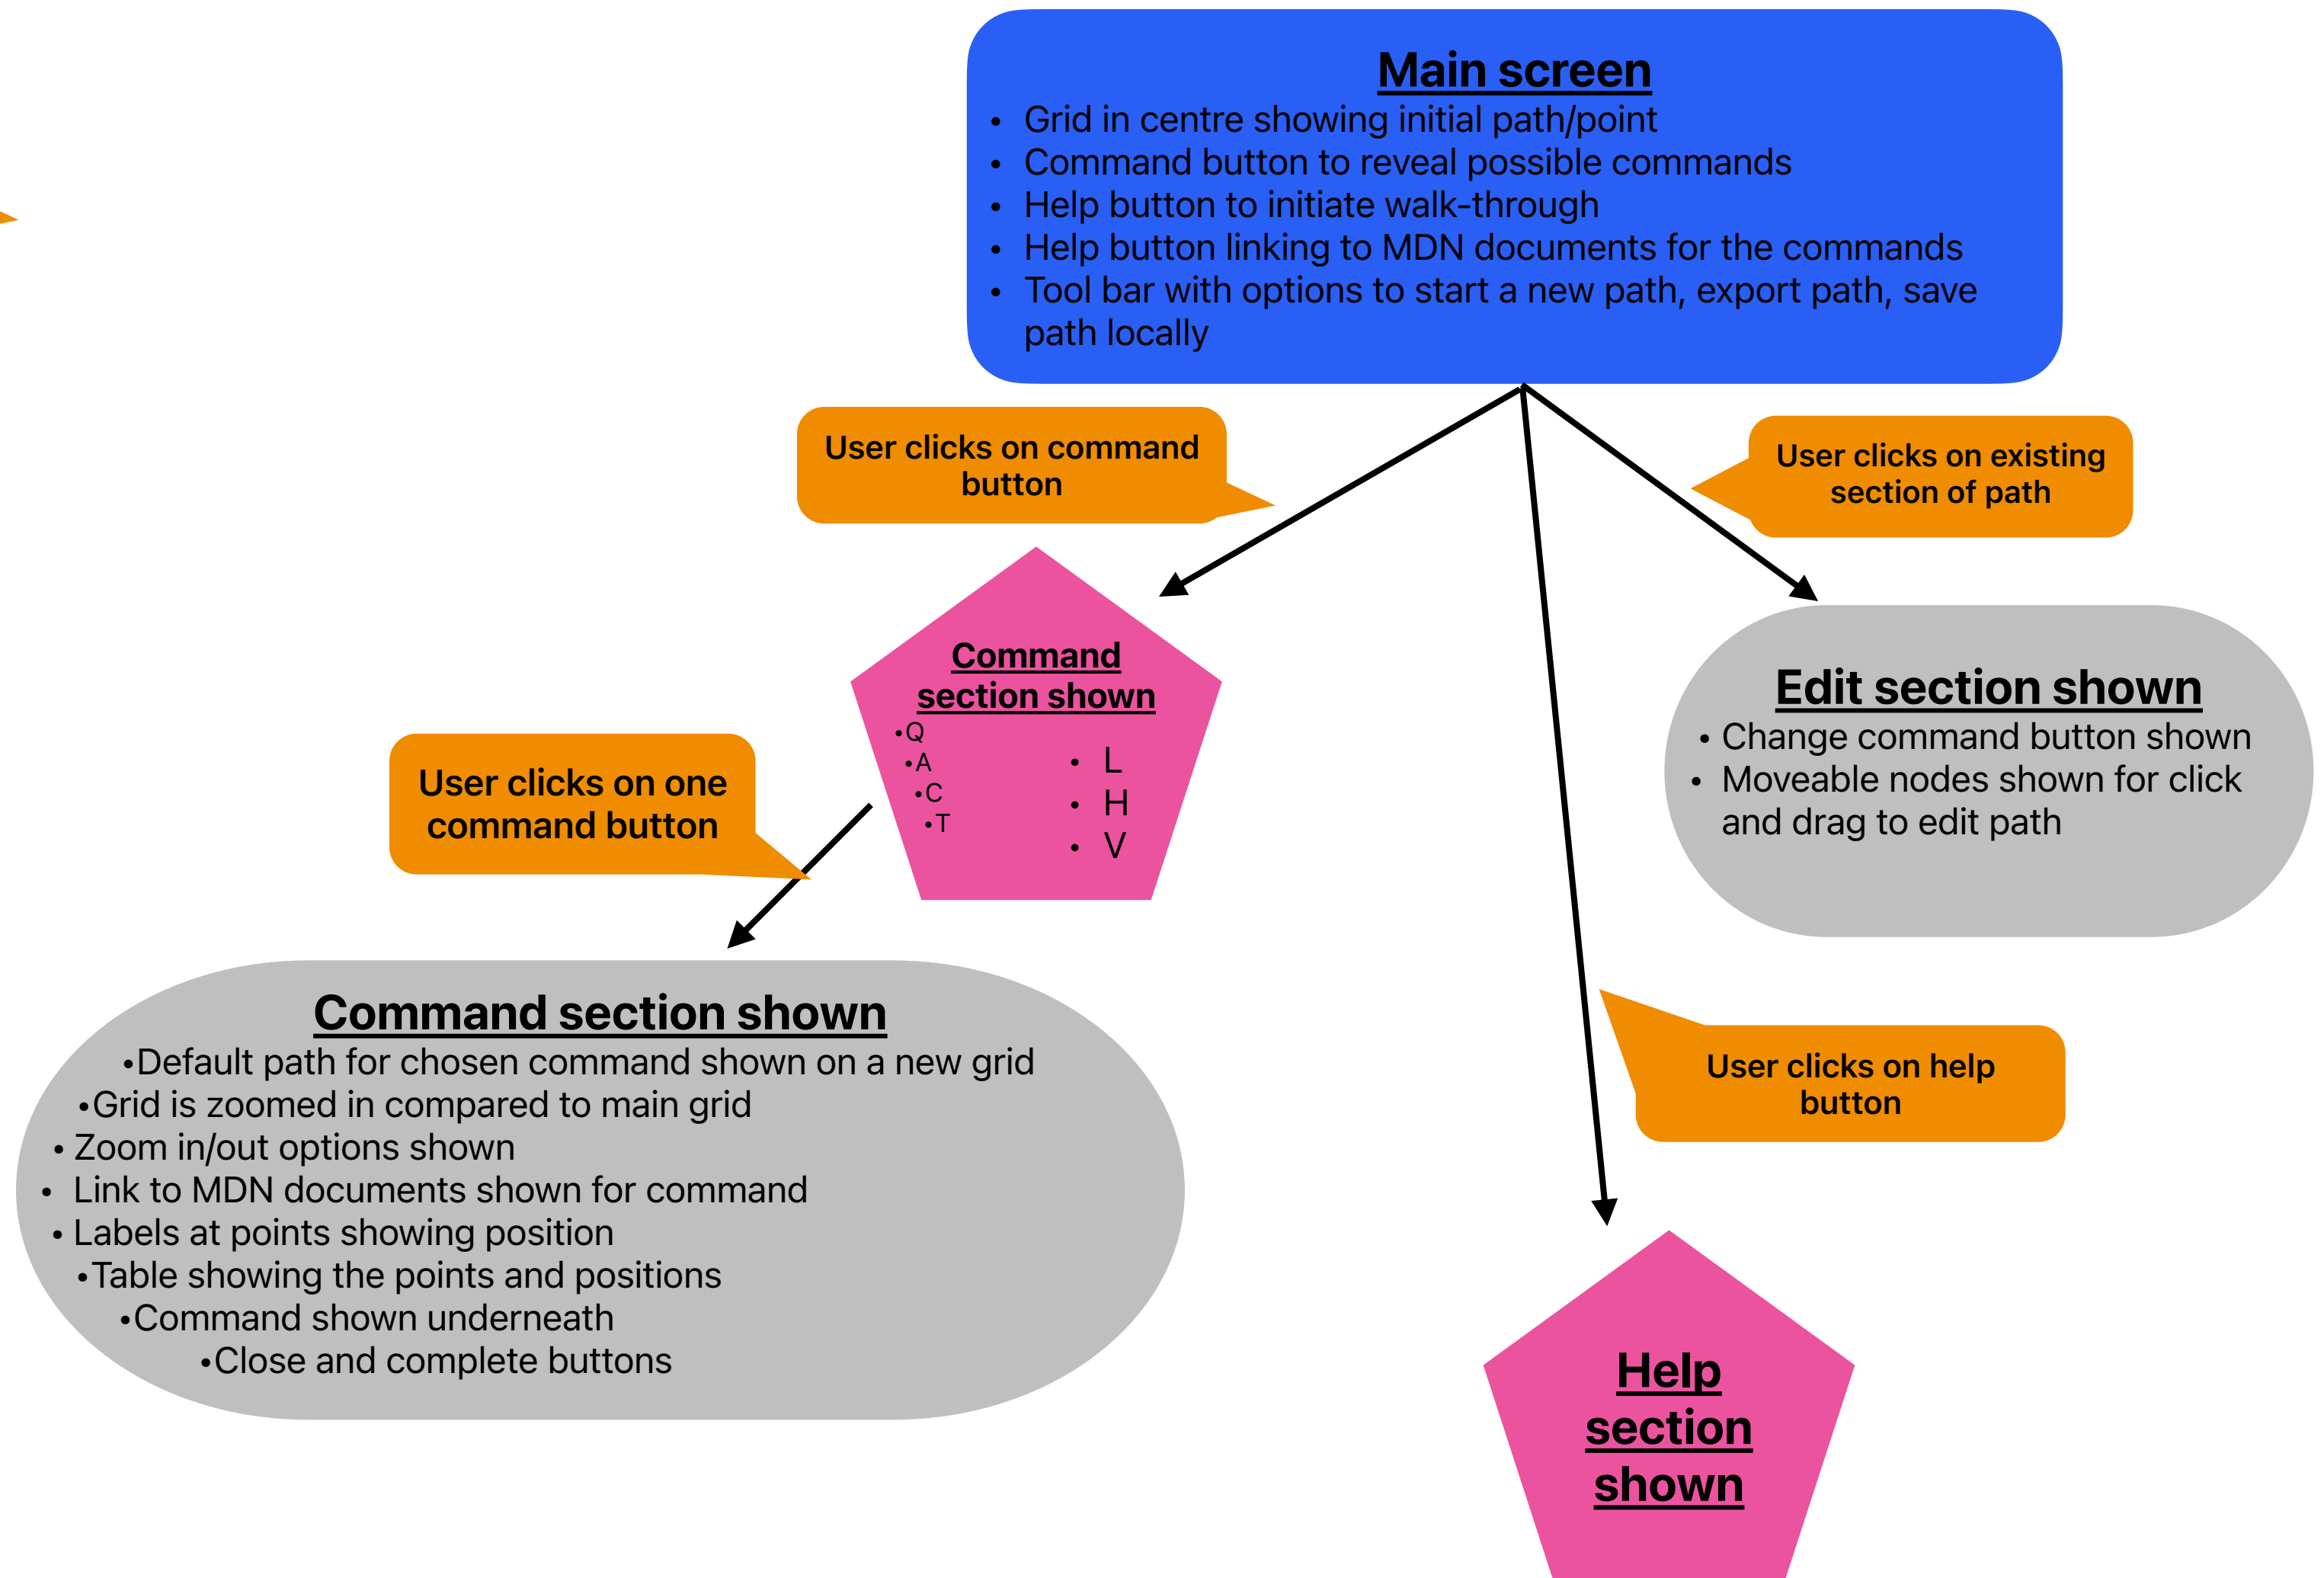 Main screen
• Grid in centre showing initial path/point
• Command button to reveal possible commands
• Help button to initiate walk-through
• Help button linking to MDN documents for the commands
• Tool bar with options to start a new path, export path, save
path locally
User clicks on command
button
User clicks on existing
section of path
Command
section shown
•Q
•A
•C
•T
• L
• H
• V
Edit section shown
• Change command button shown
• Moveable nodes shown for click
and drag to edit path
User clicks on one
command button
Command section shown
•Default path for chosen command shown on a new grid
•Grid is zoomed in compared to main grid
• Zoom in/out options shown
• Link to MDN documents shown for command
• Labels at points showing position
•Table showing the points and positions
•Command shown underneath
•Close and complete buttons
User clicks on help
button
Help
section
shown